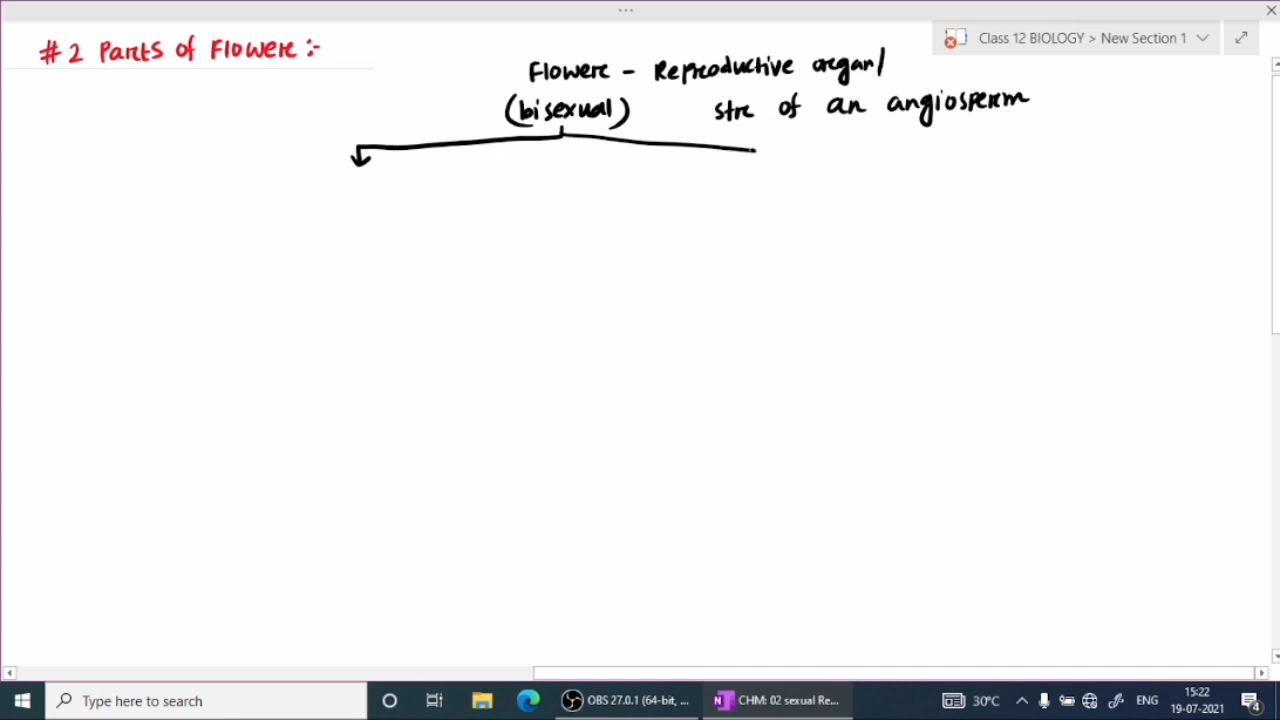 # 2 Parts of Flower :-
Class 12 BIOLOGY > New Section 1
Flower - Reproductive organ/
(bisexual) str of an angiosperm
Type here to search
OBS 27.0.1 (64-bit, ...
CHM: 02 sexual Re...
30°C
ENG
15:22
19-07-2021
4